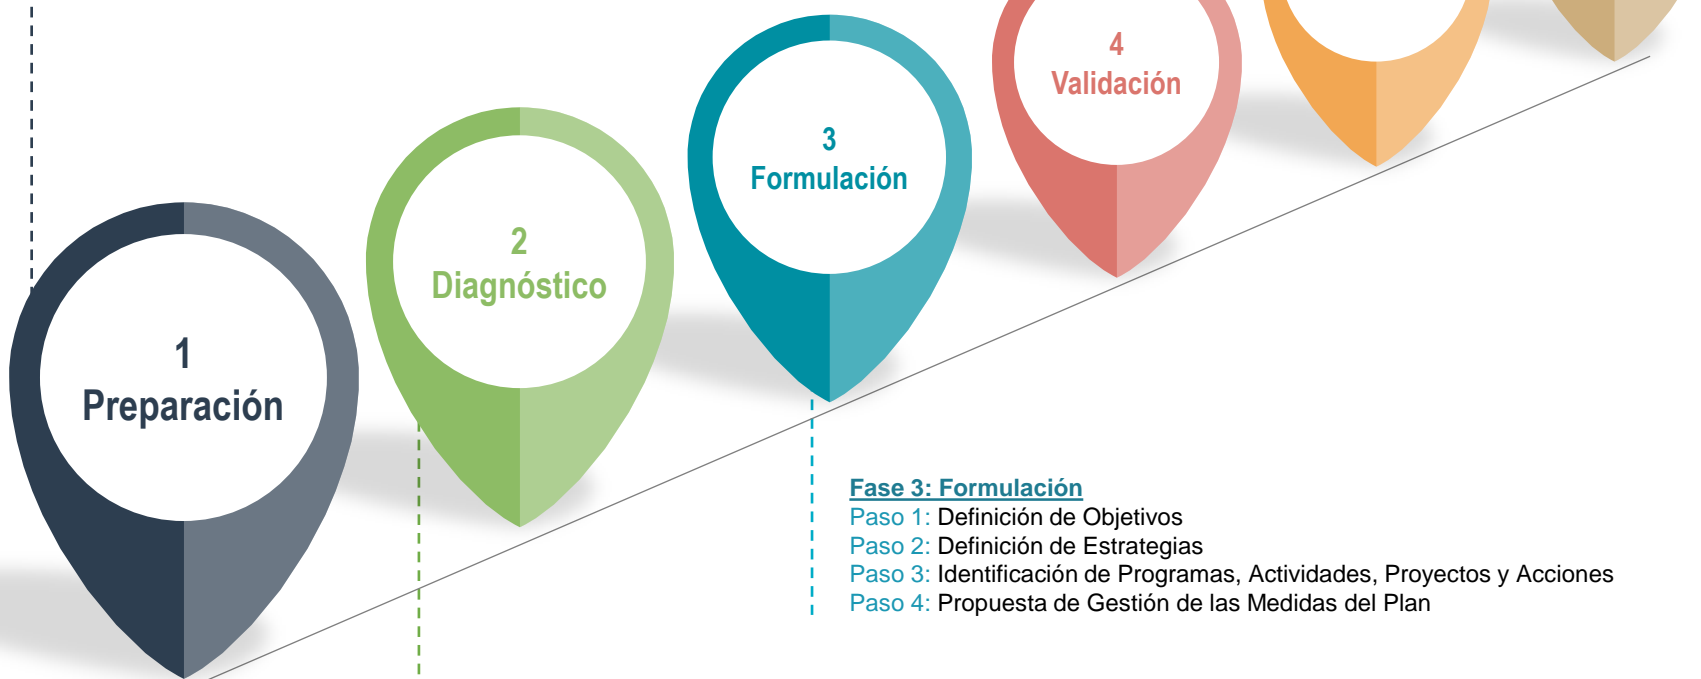 4
Validación
3
Formulación
2
Diagnóstico
1
Preparación
Fase 3: Formulación
Paso 1: Definición de Objetivos
Paso 2: Definición de Estrategias
Paso 3: Identificación de Programas, Actividades, Proyectos y Acciones
Paso 4: Propuesta de Gestión de las Medidas del Plan